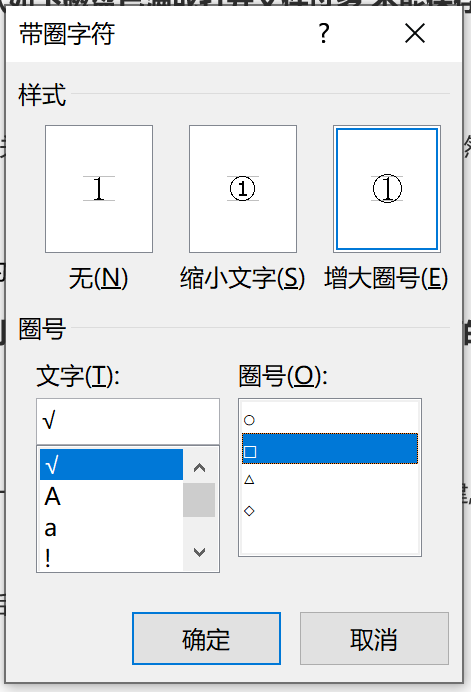 带圈字符 ? ×
样式
1 ① ①
无(N) 缩小文字(S) 增大圈号(E)
圈号
文字(T): 圈号(O):
√
○
√
□
A
△
a
◇
!
确定 取消